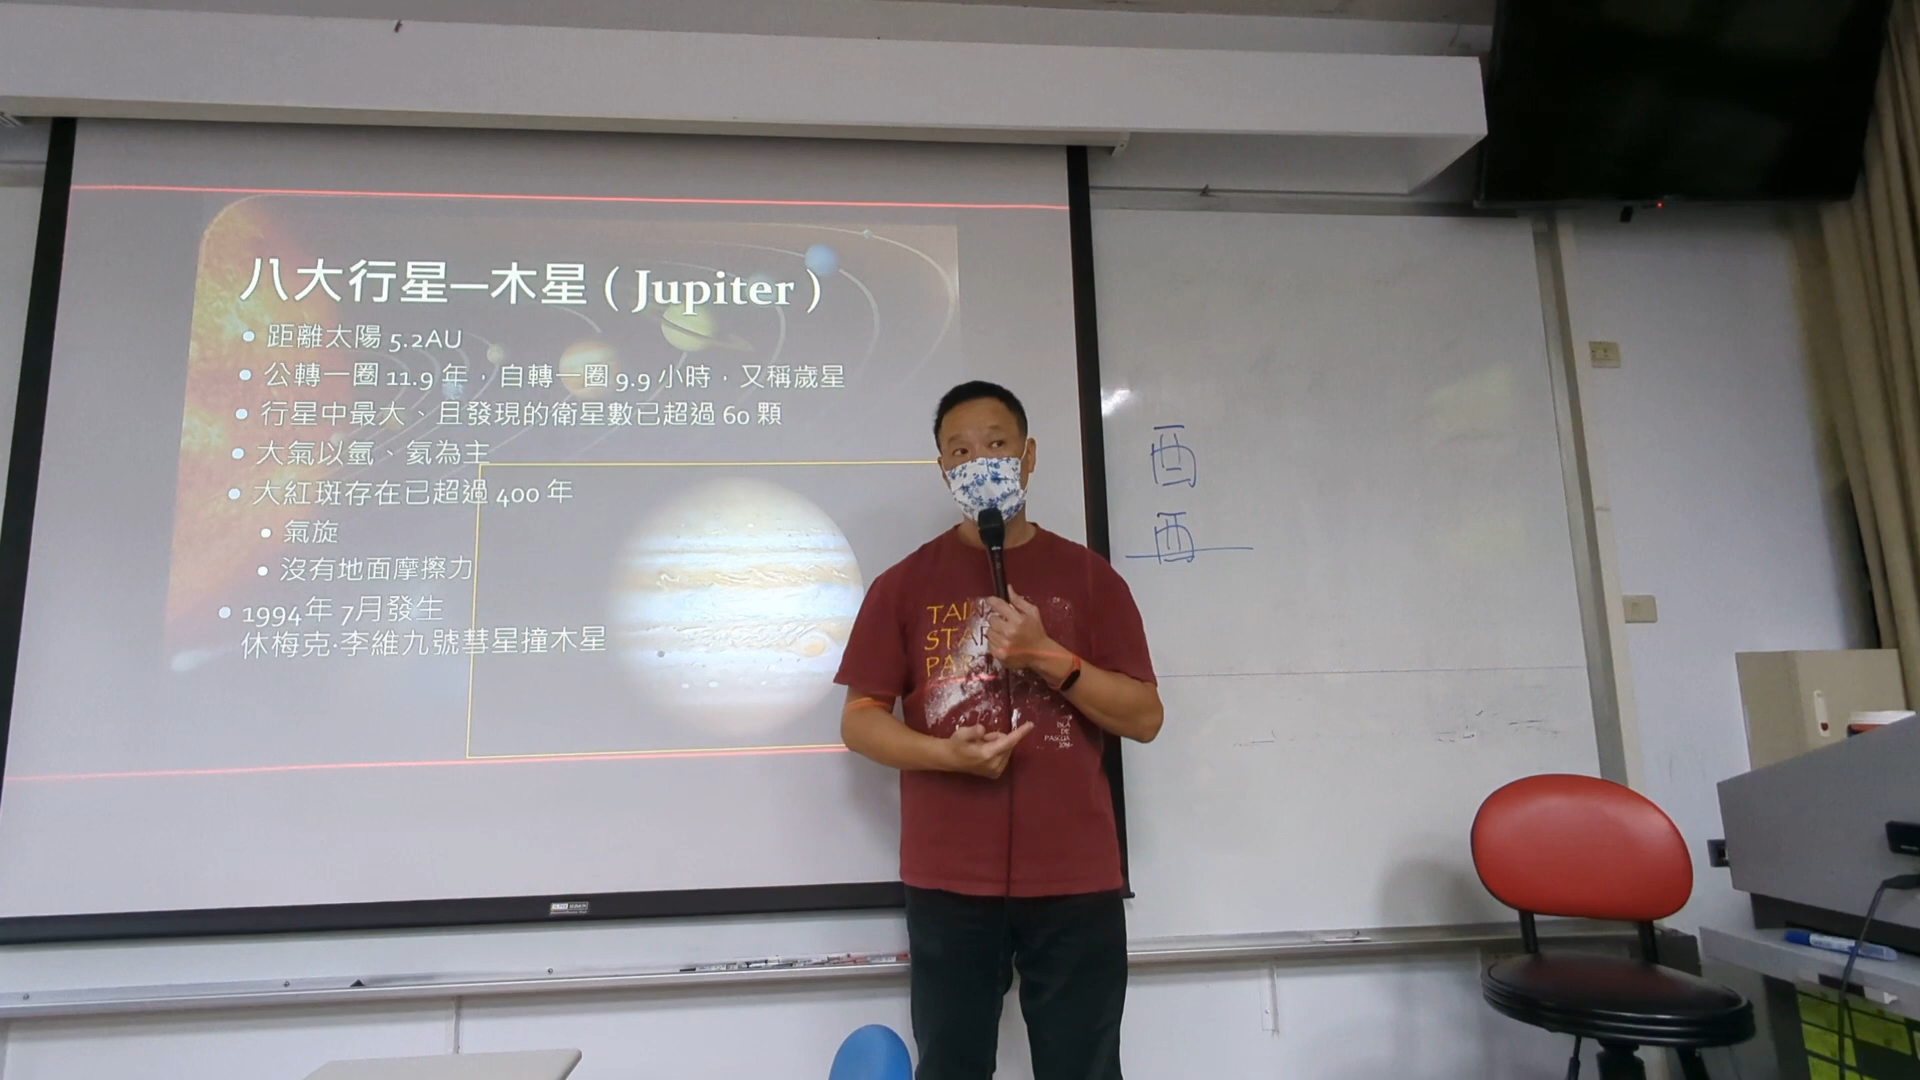 八大行星—木星（Jupiter）
距離太陽 5.2AU
公轉一圈 11.9 年，自轉一圈 9.9 小時，又稱歲星
行星中最大、且發現的衛星數已超過 60 顆
大氣以氫、氦為主
大紅斑存在已超過 400 年
氣旋
沒有地面摩擦力
1994年 7月發生
休梅克·李維九號彗星撞木星
酉
酉
ISLA
DE
PASCUA